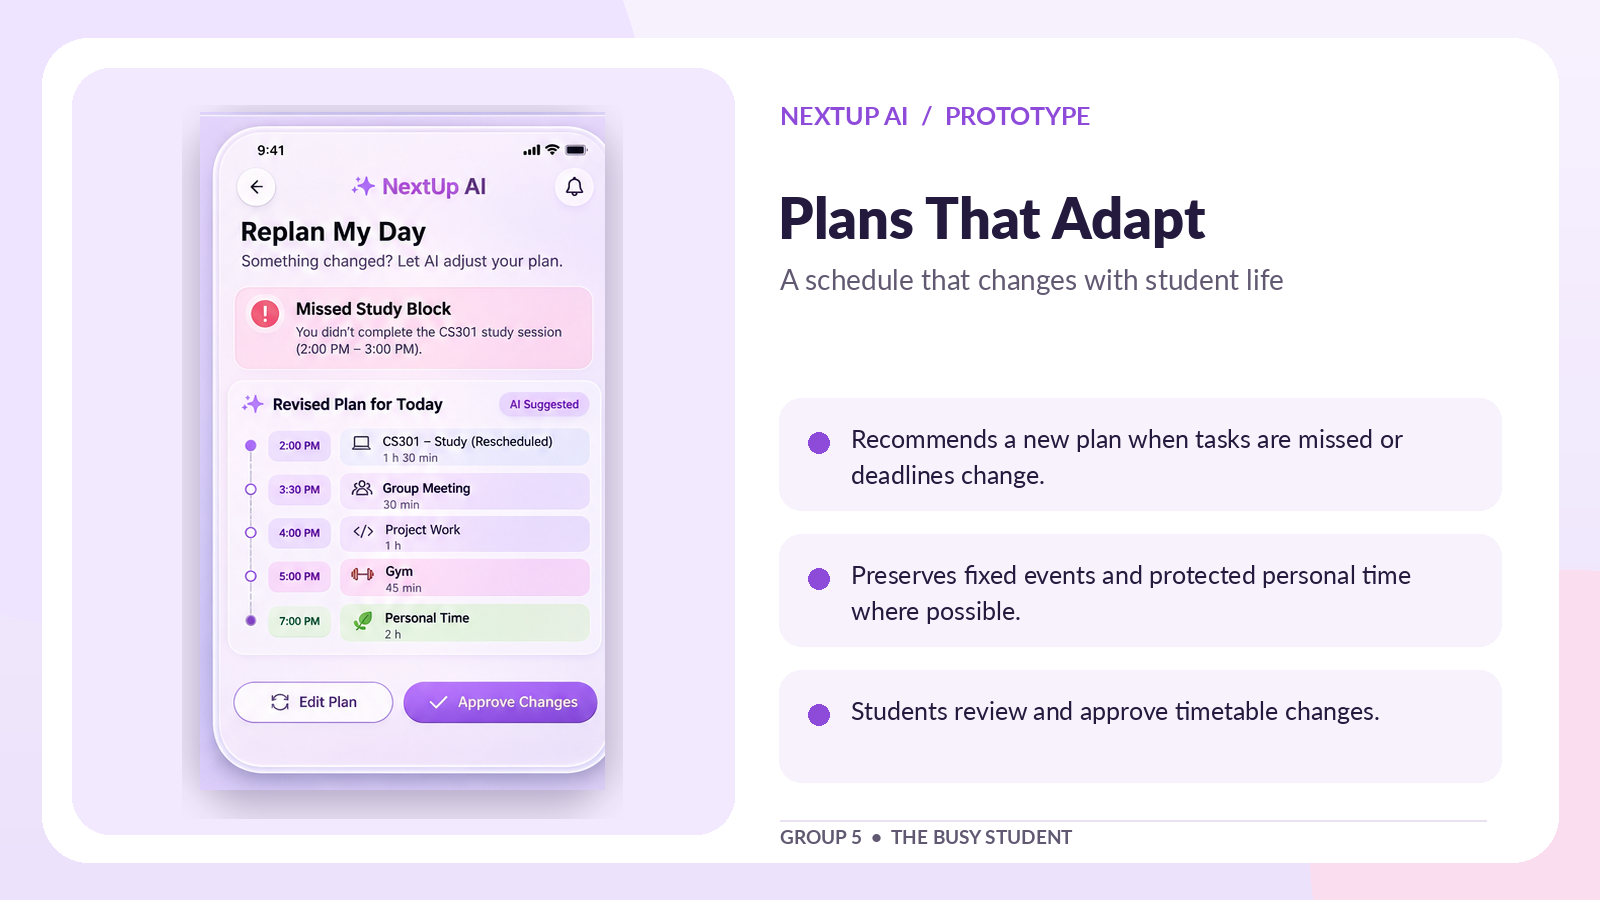 9:41
NextUp AI
Replan My Day
Something changed? Let AI adjust your plan.
Missed Study Block
You didn't complete the CS301 study session
(2:00 PM – 3:00 PM).
Revised Plan for Today
AI Suggested
2:00 PM
CS301 – Study (Rescheduled)
1 h 30 min
3:30 PM
Group Meeting
30 min
4:00 PM
Project Work
1 h
5:00 PM
Gym
45 min
7:00 PM
Personal Time
2 h
Edit Plan
Approve Changes
NEXTUP AI / PROTOTYPE
Plans That Adapt
A schedule that changes with student life
Recommends a new plan when tasks are missed or
deadlines change.
Preserves fixed events and protected personal time
where possible.
Students review and approve timetable changes.
GROUP 5 • THE BUSY STUDENT